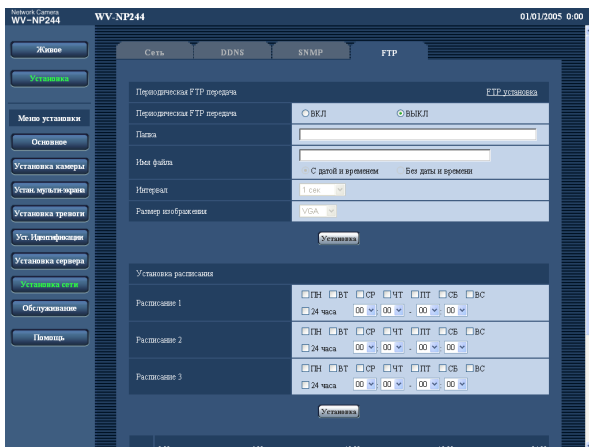 Network Camera
WV-NP244
WV-NP244 01/01/2005 0:00
Живое
Установка
Меню установки
Основное
Установка камеры
Устан. мульти-экрана
Установка тревоги
Уст. Идентификации
Установка сервера
Установка сети
Обслуживание
Помощь
Сеть DDNS SNMP FTP
Периодическая FTP передача FTP установка
Периодическая FTP передача ВКЛ ВЫКЛ
Папка
Имя файла
С датой и временем Без даты и времени
Интервал 1 сек
Размер изображения VGA
Установка
Установка расписания
Расписание 1
ПН ВТ СР ЧТ ПТ СБ ВС
24 часа 00 : 00 - 00 : 00
Расписание 2
ПН ВТ СР ЧТ ПТ СБ ВС
24 часа 00 : 00 - 00 : 00
Расписание 3
ПН ВТ СР ЧТ ПТ СБ ВС
24 часа 00 : 00 - 00 : 00
Установка